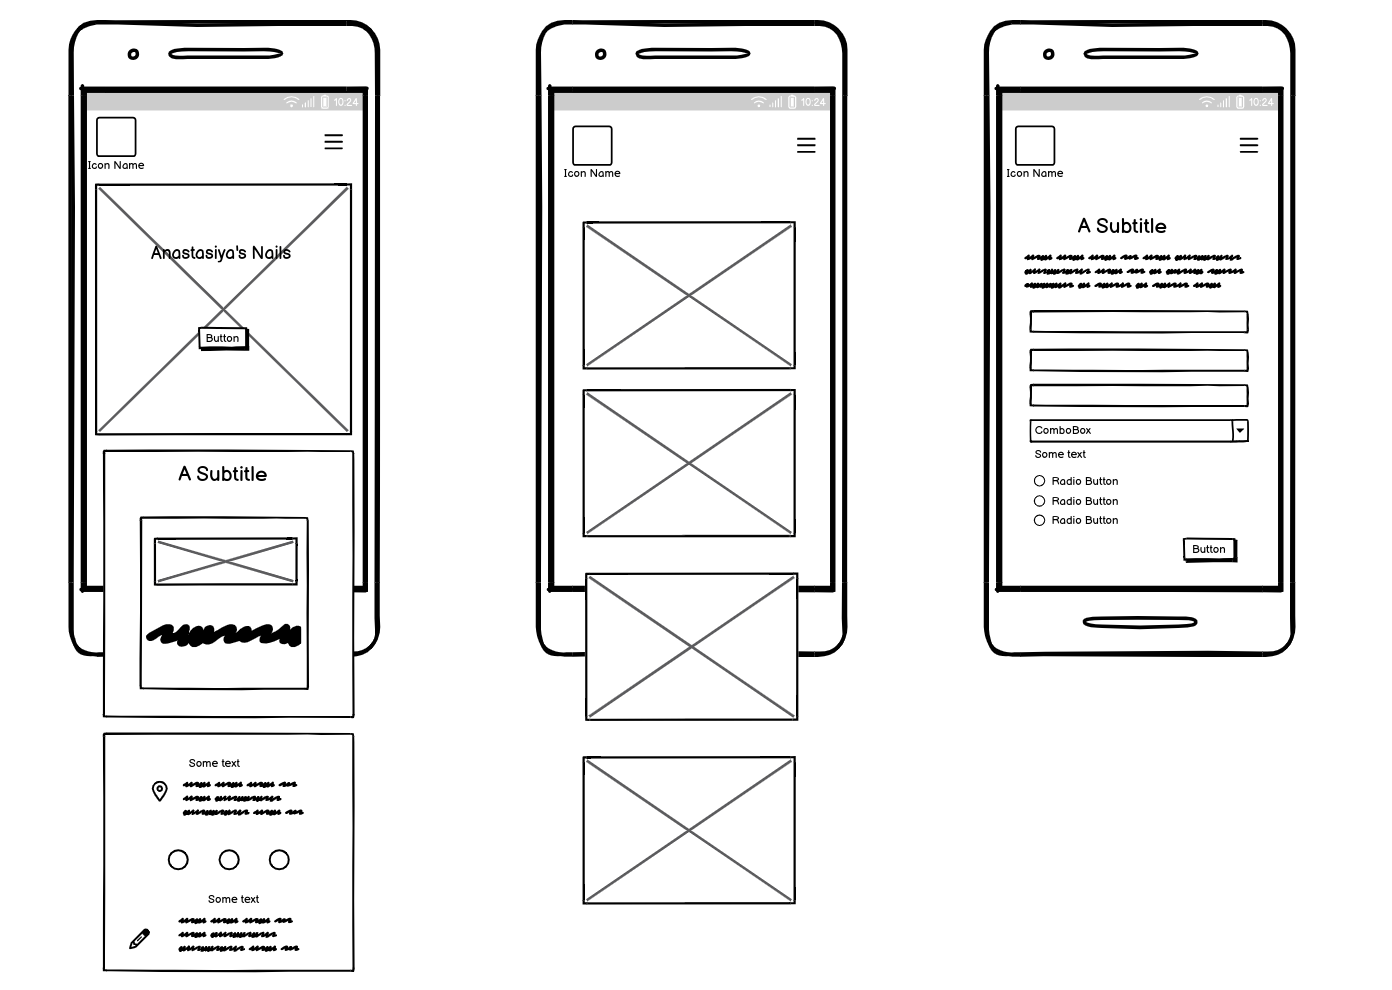 10:24
Icon Name
Anastasiya's Nails
Button
A Subtitle
Some text
Some text
10:24
Icon Name
10:24
Icon Name
A Subtitle
ComboBox
Some text
Radio Button
Radio Button
Radio Button
Button